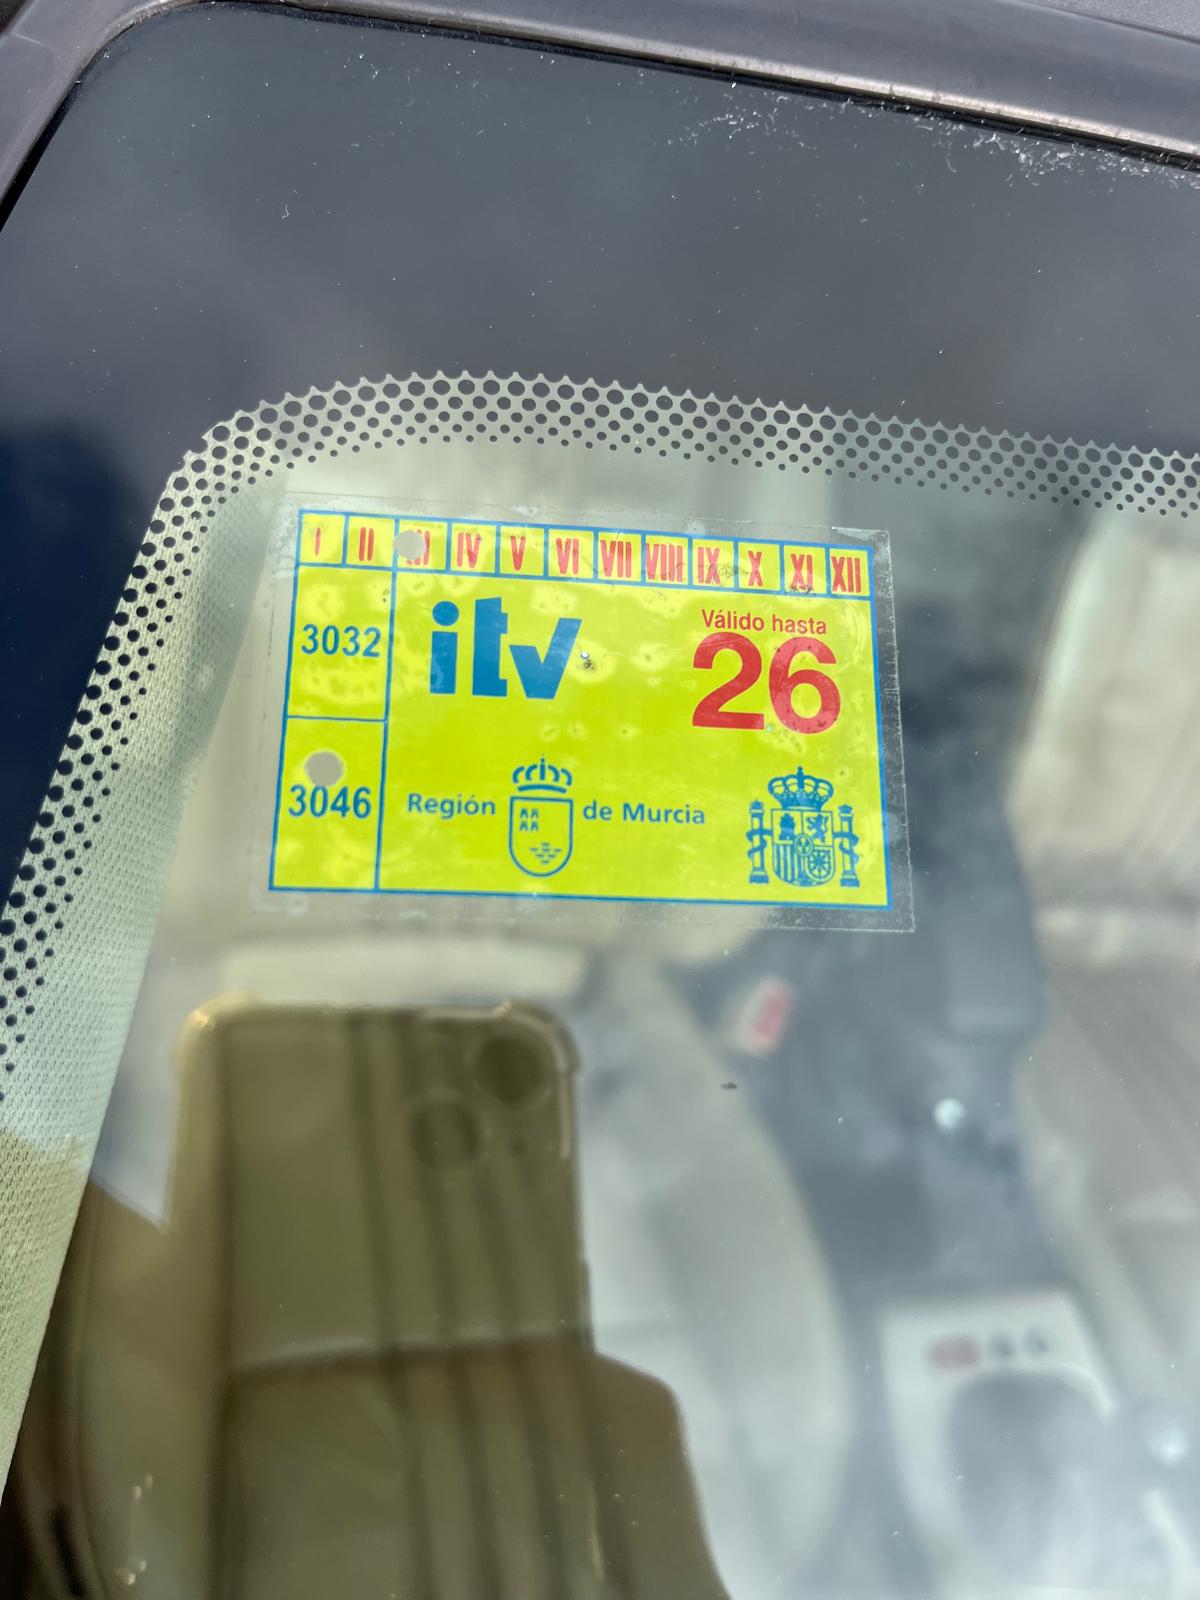 I II III IV V VI VII VIII IX X XI XII
3032
itv
Válido hasta
26
3046
Región de Murcia